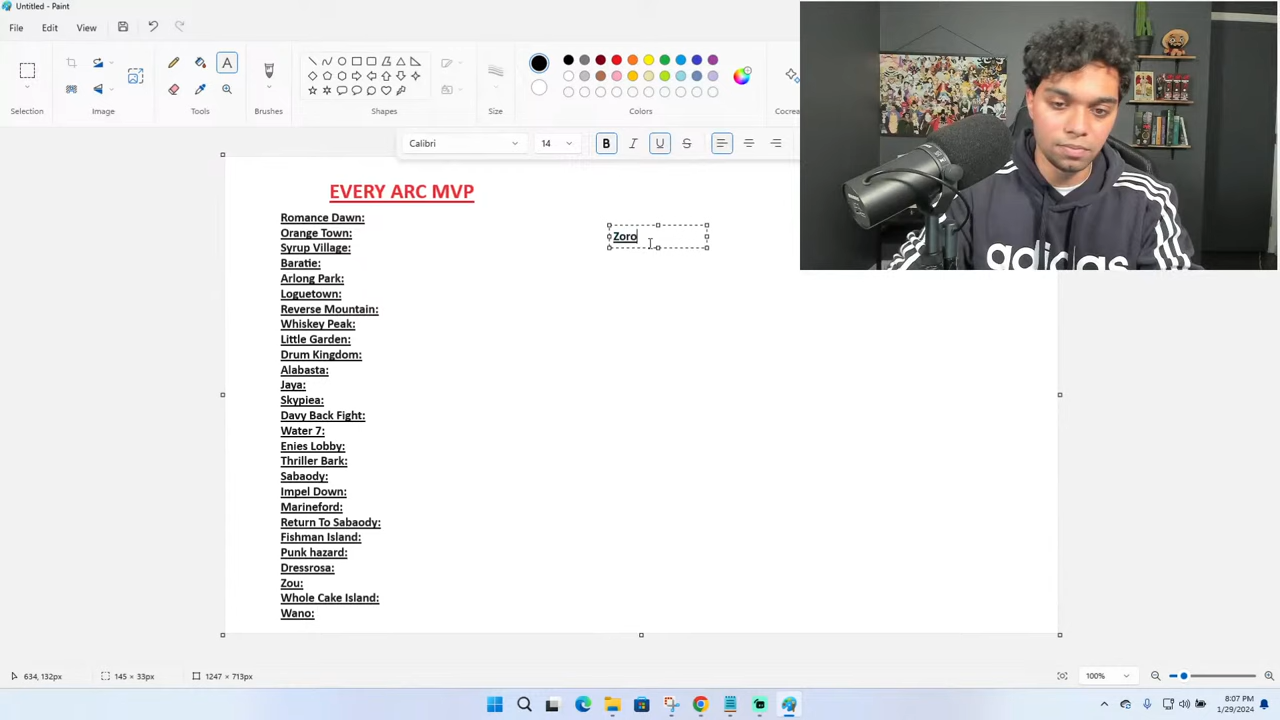 Untitled - Paint
File Edit View
Selection Image Tools Brushes Shapes Size Colors Cocrea
A
Calibri 14 B I U S
EVERY ARC MVP
Romance Dawn:
Orange Town:
Syrup Village:
Baratie:
Arlong Park:
Loguetown:
Reverse Mountain:
Whiskey Peak:
Little Garden:
Drum Kingdom:
Alabasta:
Jaya:
Skypiea:
Davy Back Fight:
Water 7:
Enies Lobby:
Thriller Bark:
Sabaody:
Impel Down:
Marineford:
Return To Sabaody:
Fishman Island:
Punk hazard:
Dressrosa:
Zou:
Whole Cake Island:
Wano:
Zoro
adidas
634, 132px 145 × 33px 1247 × 713px 100%
8:07 PM
1/29/2024